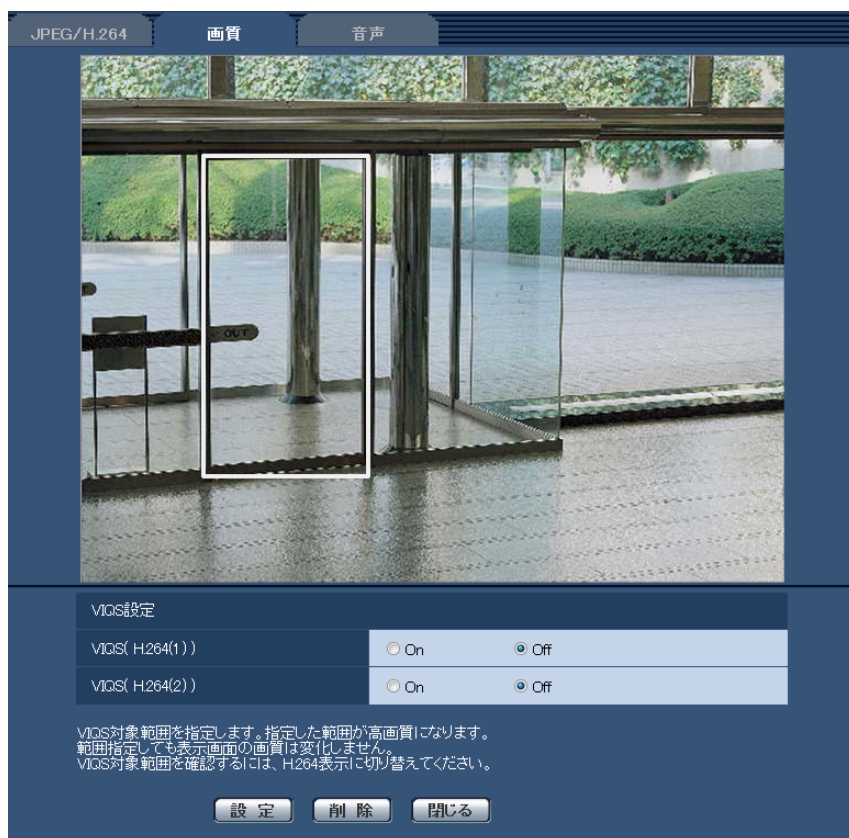 JPEG/H.264 画質 音声
OUT
VIQS設定
VIQS( H.264(1) ) On Off
VIQS( H.264(2) ) On Off
VIQS対象範囲を指定します。指定した範囲が高画質になります。
範囲指定しても表示画面の画質は変化しません。
VIQS対象範囲を確認するには、H.264表示に切り替えてください。
設 定 削 除 閉じる